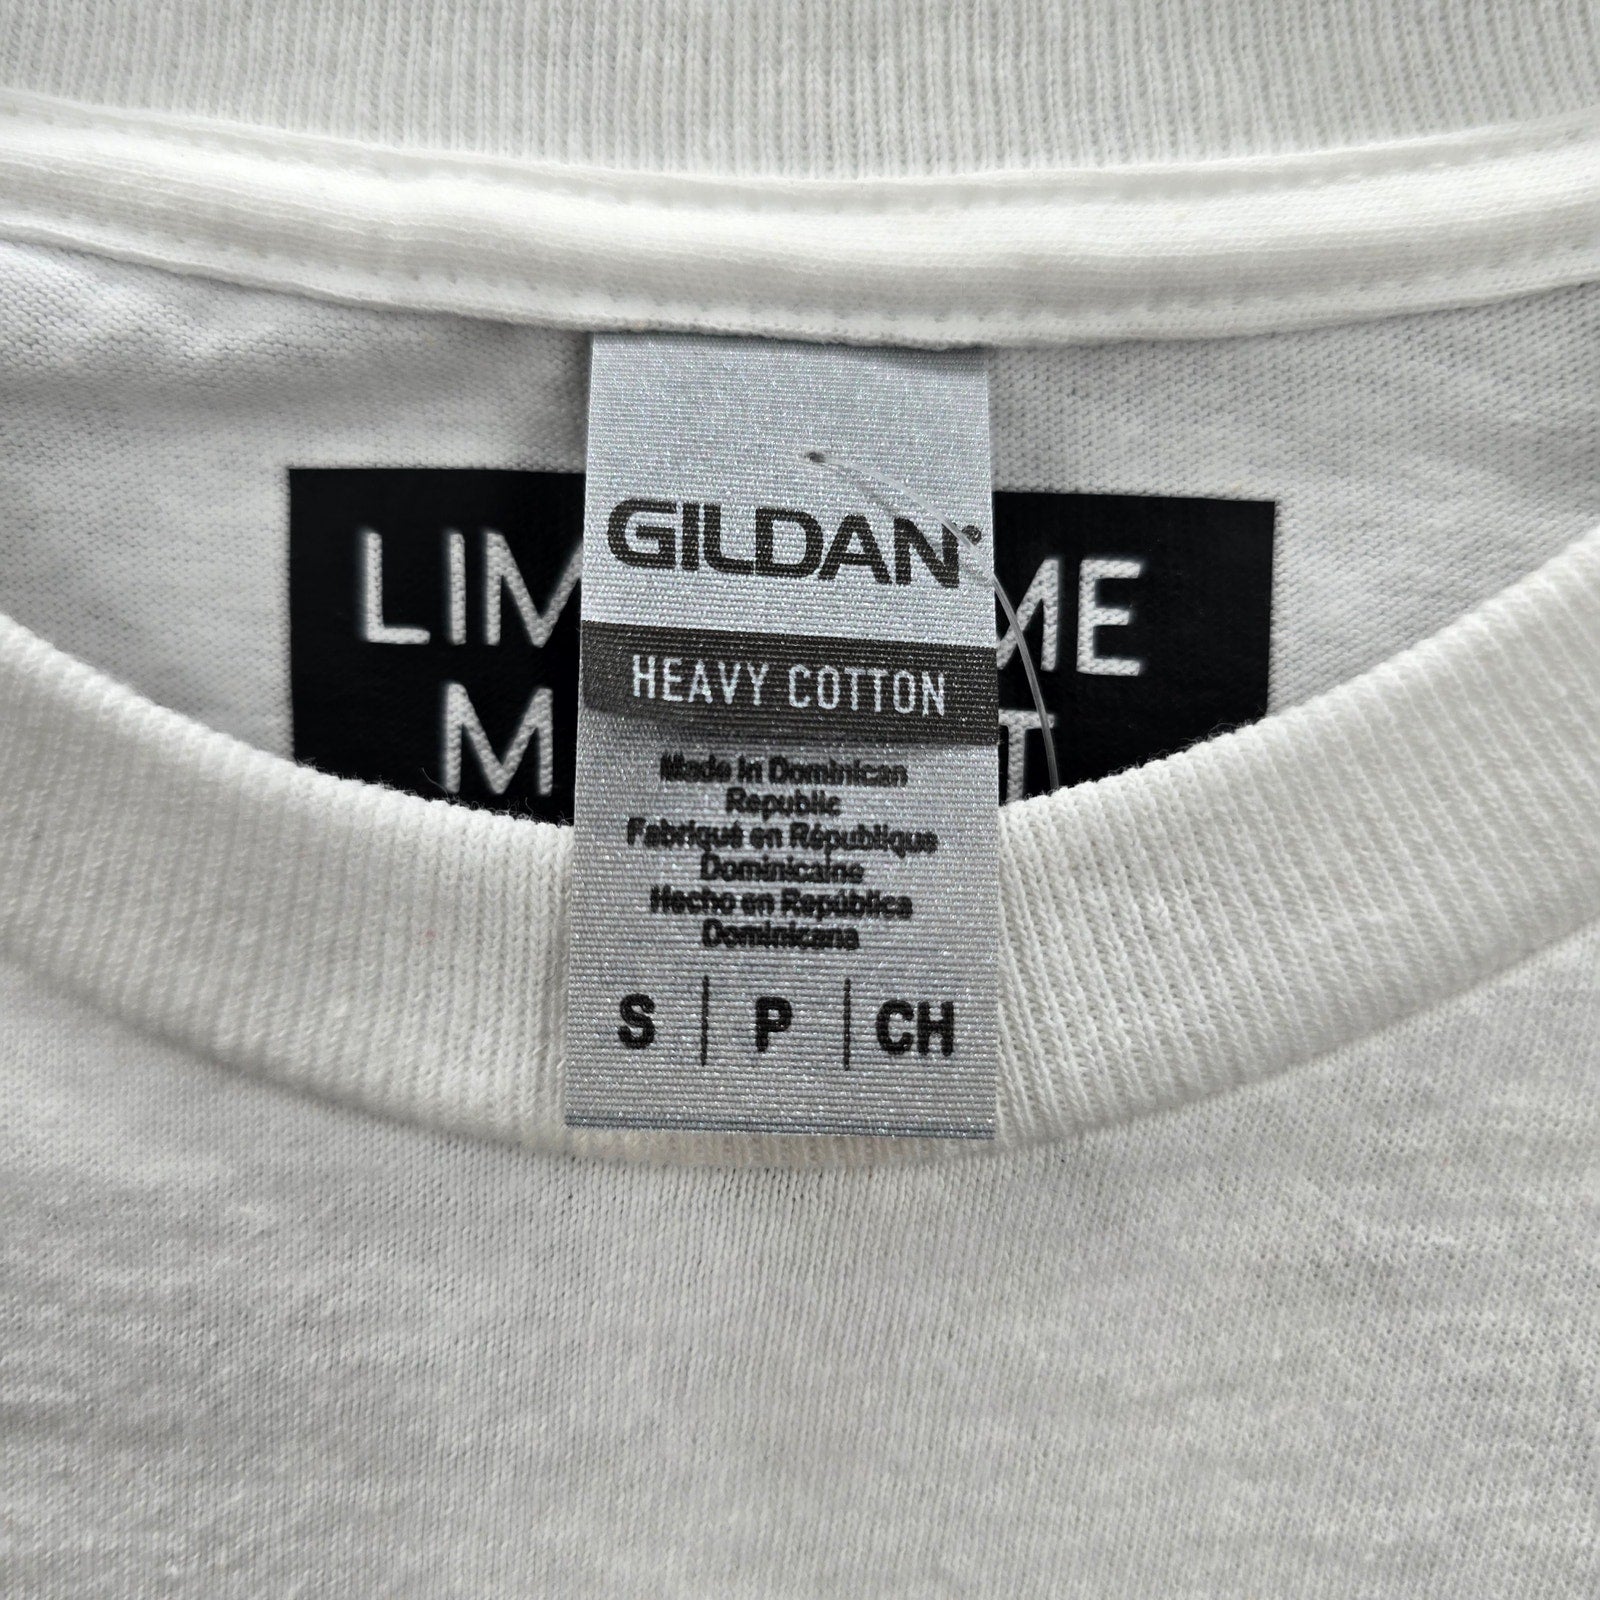 GILDAN®
HEAVY COTTON
Made in Dominican
Republic
Fabriqué en République
Dominicaine
Hecho en República
Dominicana
S | P | CH